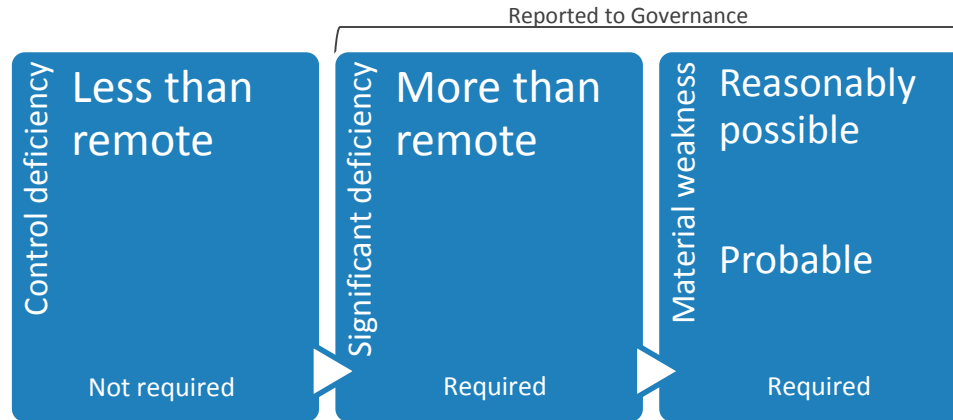 Reported to Governance
Control deficiency
Less than
remote
Not required
Significant deficiency
More than
remote
Required
Material weakness
Reasonably
possible
Probable
Required